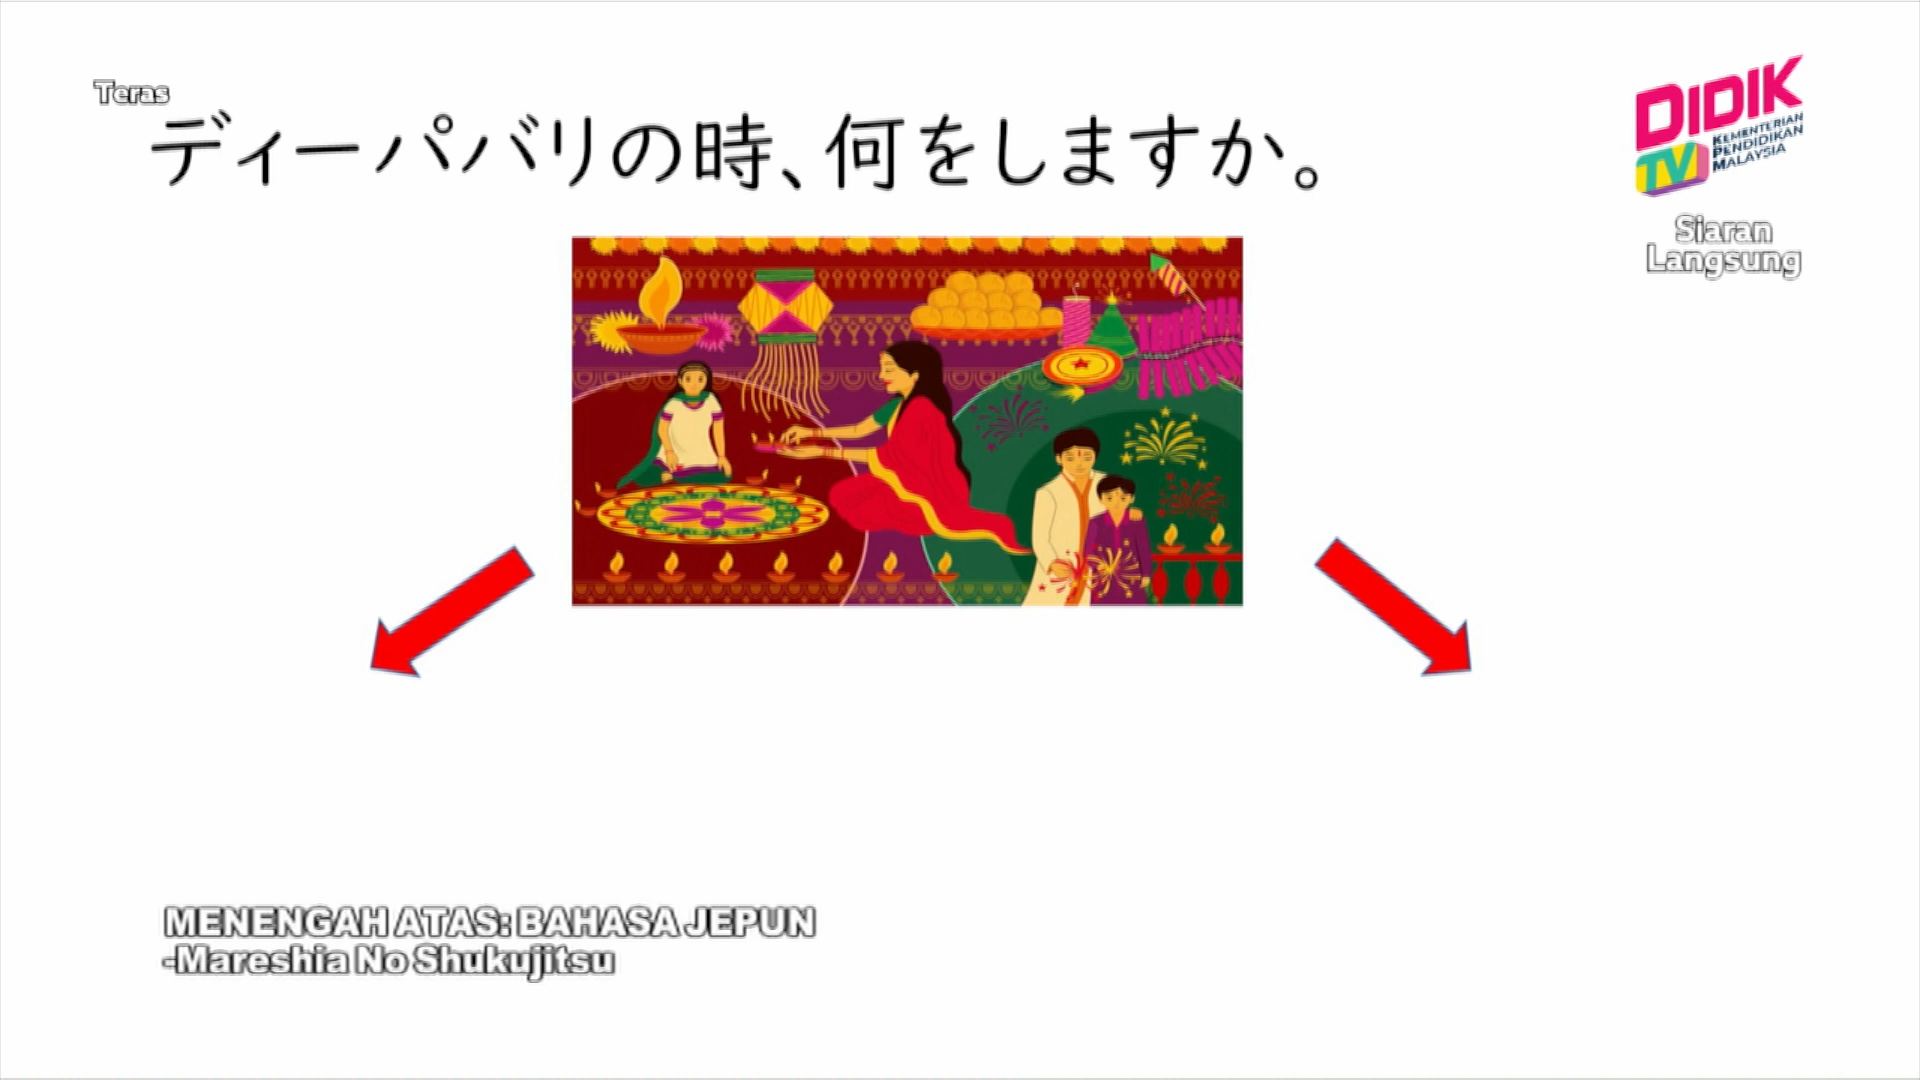 Teras
ディーパバリの時、何をしますか。
DIDIK
TV
KEMENTERIAN
PENDIDIKAN
MALAYSIA
Siaran
Langsung
MENENGAH ATAS: BAHASA JEPUN
-Mareshia No Shukujitsu